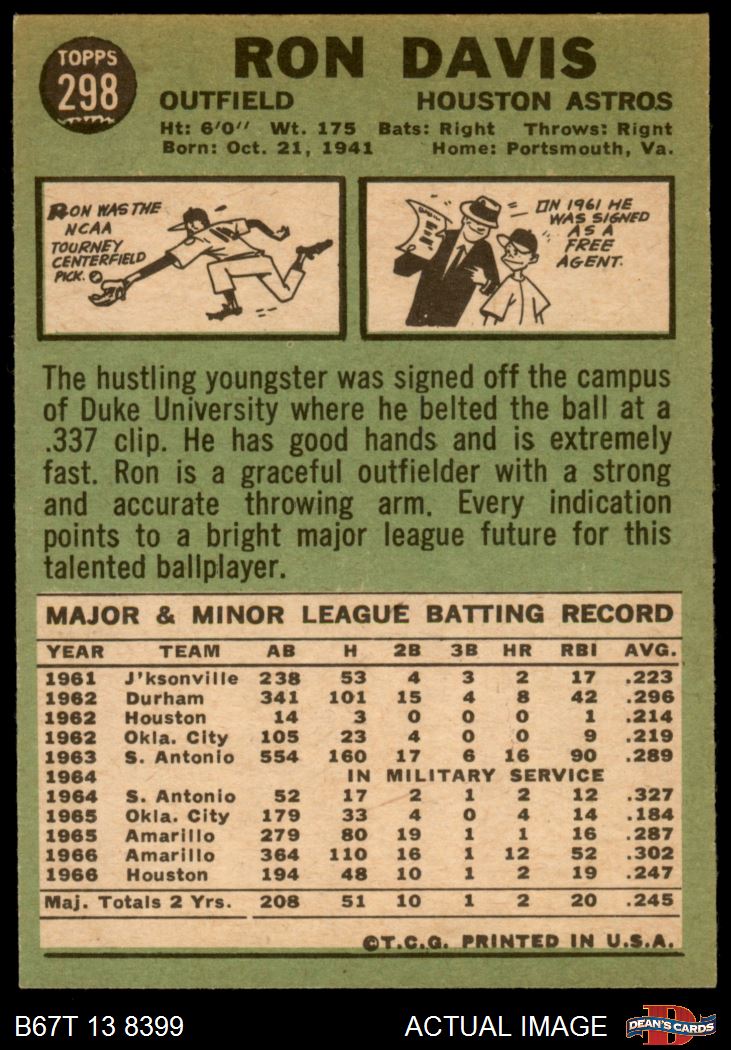 TOPPS
298
RON DAVIS
OUTFIELD HOUSTON ASTROS
Ht: 6'0" Wt. 175 Bats: Right Throws: Rignt
Born: Oct. 21, 1941 Home: Portsmouth, Va.
RON WAS THE
NCAA
TOURNEY
CENTERFIELD
PICK.
IN 1961 HE
WAS SIGNED
AS A
FREE
AGENT.
The hustling youngster was signed off the campus
of Duke University where he belted the ball at a
.337 clip. He has good hands and is extremely
fast. Ron is a graceful outfielder with a strong
and accurate throwing arm. Every indication
points to a bright major league future for this
talented ballplayer.
MAJOR & MINOR LEAGUE BATTING RECORD
YEAR TEAM AB H 2B 3B HR RBI AVG.
1961 J'ksonville 238 53 4 3 2 17 .223
1962 Durham 341 101 15 4 8 42 .296
1962 Houston 14 3 0 0 0 1 .214
1962 Okla. City 105 23 4 0 0 9 .219
1963 S. Antonio 554 160 17 6 16 90 .289
1964 IN MILITARY SERVICE
1964 S. Antonio 52 17 2 1 2 12 .327
1965 Okla. City 179 33 4 0 4 14 .184
1965 Amarillo 279 80 19 1 1 16 .287
1966 Amarillo 364 110 16 1 12 52 .302
1966 Houston 194 48 10 1 2 19 .247
Maj. Totals 2 Yrs. 208 51 10 1 2 20 .245
©T.C.G. PRINTED IN U.S.A.
B67T 13 8399 ACTUAL IMAGE
D
DEAN'S CARDS